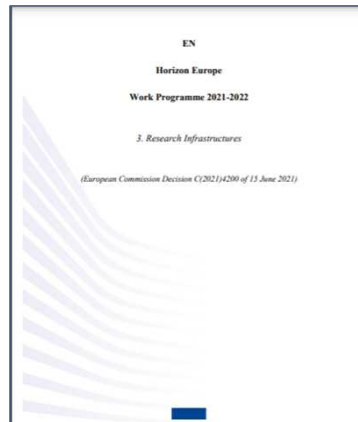 EN
Horizon Europe
Work Programme 2021-2022
3. Research Infrastructures
(European Commission Decision C(2021)4200 of 15 June 2021)